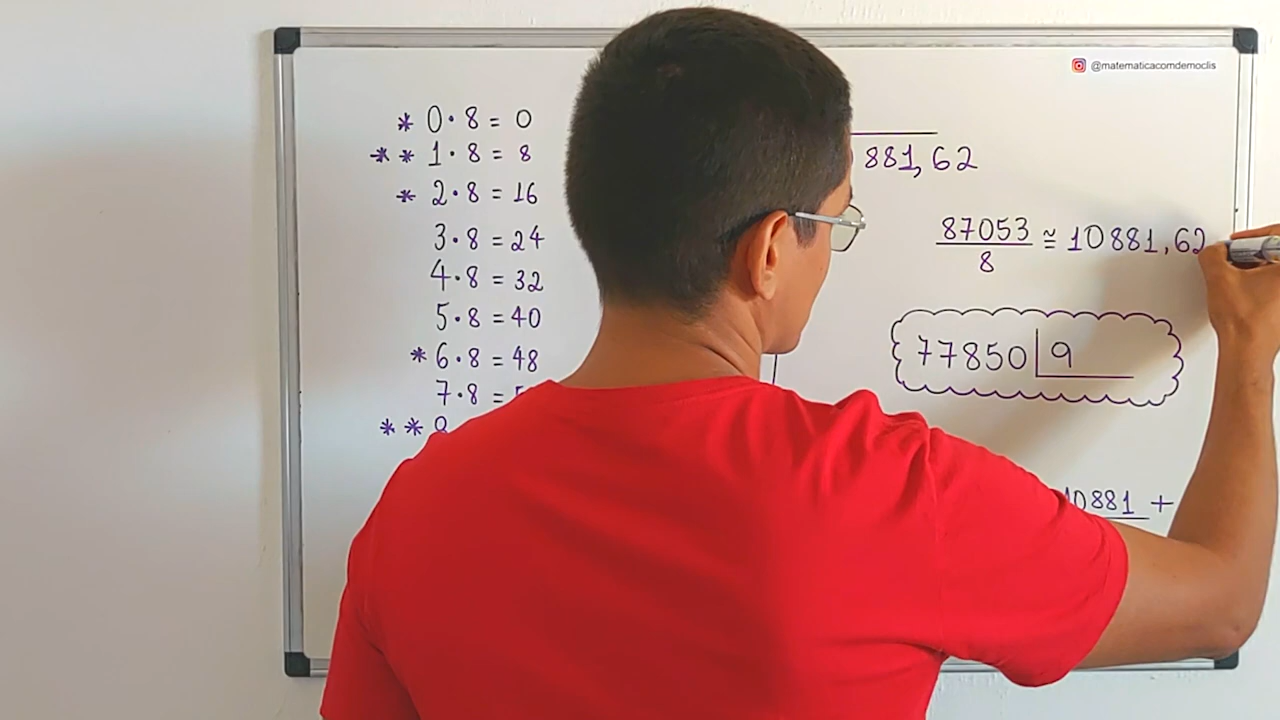 @matematicacomdemoclis
* 0·8 = 0
* * 1·8 = 8
* 2·8 = 16
3·8 = 24
4·8 = 32
5·8 = 40
* 6·8 = 48
7·8 =
* *
881,62
87053
8
≅ 10881,62
77850 9
10881 +